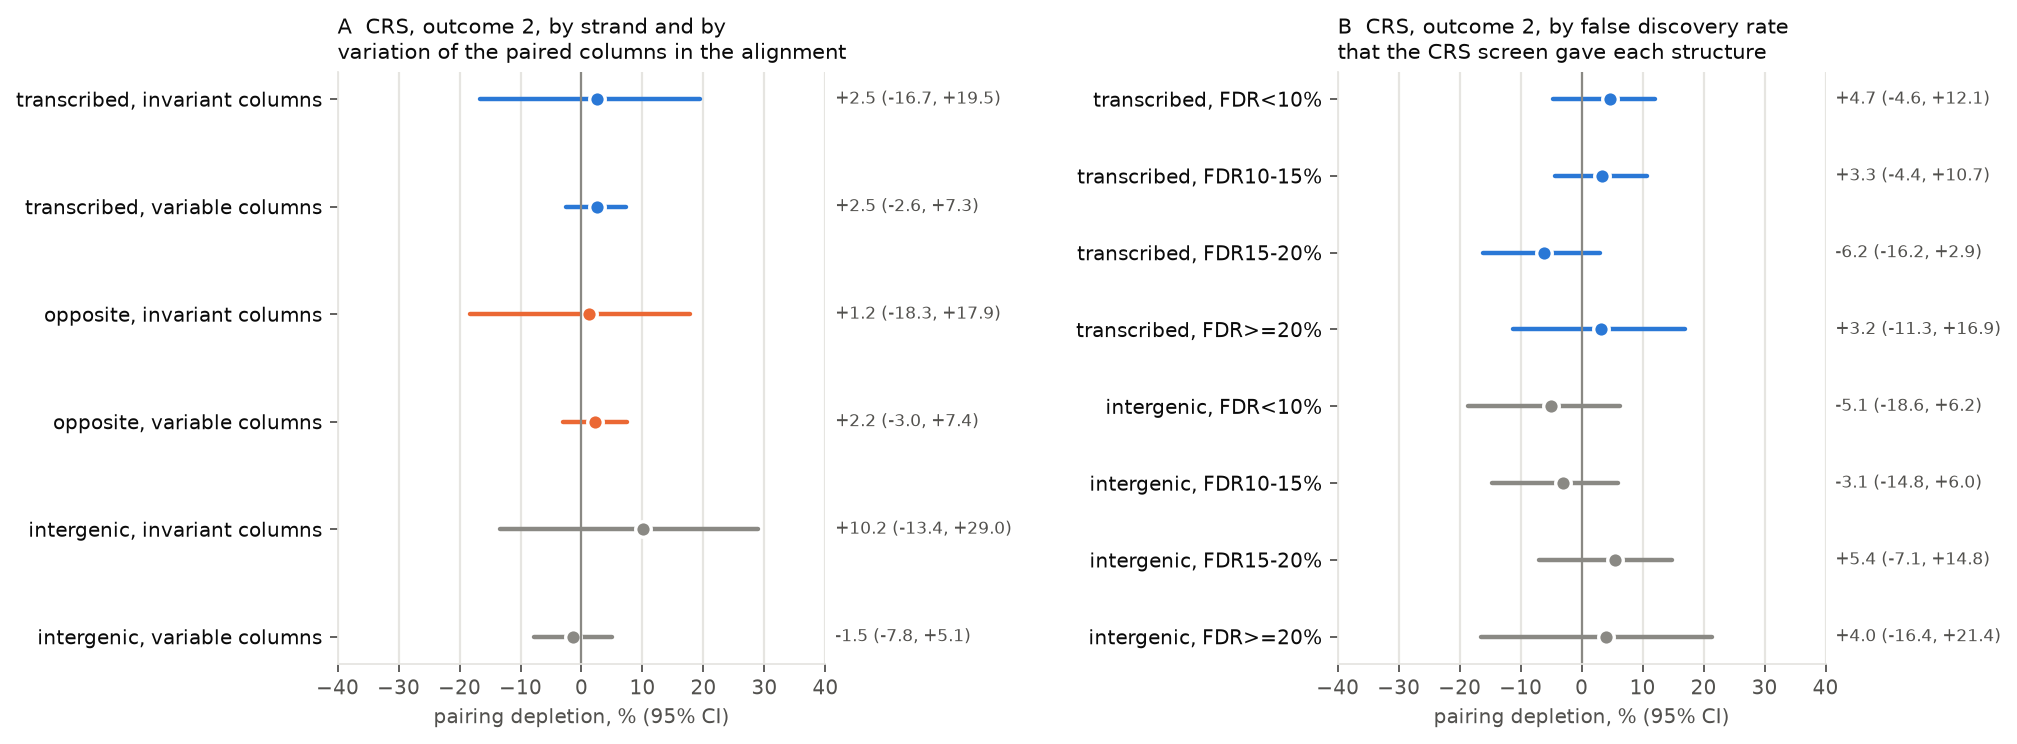 A  CRS, outcome 2, by strand and by
variation of the paired columns in the alignment
transcribed, invariant columns
+2.5 (-16.7, +19.5)
transcribed, variable columns
+2.5 (-2.6, +7.3)
opposite, invariant columns
+1.2 (-18.3, +17.9)
opposite, variable columns
+2.2 (-3.0, +7.4)
intergenic, invariant columns
+10.2 (-13.4, +29.0)
intergenic, variable columns
-1.5 (-7.8, +5.1)
−40 −30 −20 −10 0 10 20 30 40
pairing depletion, % (95% CI)
B  CRS, outcome 2, by false discovery rate
that the CRS screen gave each structure
transcribed, FDR<10%
+4.7 (-4.6, +12.1)
transcribed, FDR10-15%
+3.3 (-4.4, +10.7)
transcribed, FDR15-20%
-6.2 (-16.2, +2.9)
transcribed, FDR>=20%
+3.2 (-11.3, +16.9)
intergenic, FDR<10%
-5.1 (-18.6, +6.2)
intergenic, FDR10-15%
-3.1 (-14.8, +6.0)
intergenic, FDR15-20%
+5.4 (-7.1, +14.8)
intergenic, FDR>=20%
+4.0 (-16.4, +21.4)
−40 −30 −20 −10 0 10 20 30 40
pairing depletion, % (95% CI)